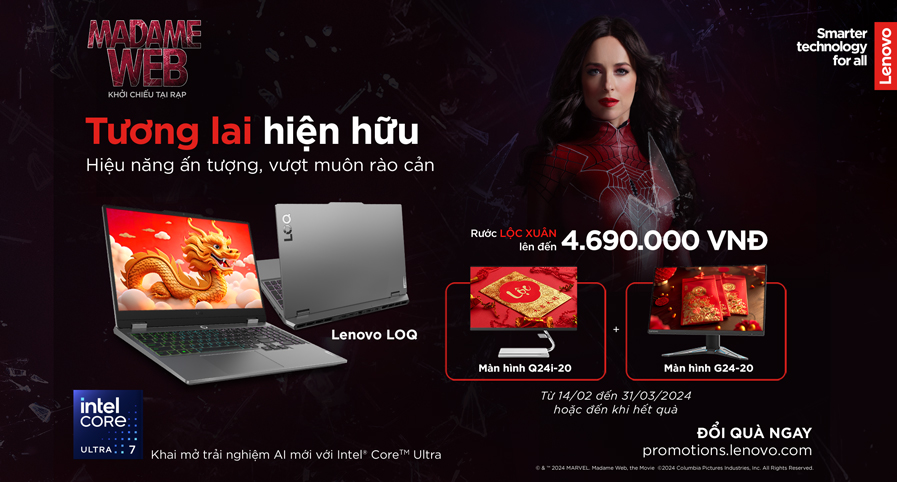 MADAME
WEB
KHỞI CHIẾU TẠI RẠP
Smarter
technology
for all
Lenovo
Tương lai hiện hữu
Hiệu năng ấn tượng, vượt muôn rào cản
LOQ
Lenovo LOQ
Rước LỘC XUÂN
lên đến
4.690.000 VNĐ
Lộc
Màn hình Q24i-20
+
Màn hình G24-20
Từ 14/02 đến 31/03/2024
hoặc đến khi hết quà
intel
CORE
ULTRA 7
Khai mở trải nghiệm AI mới với Intel® Core™ Ultra
ĐỔI QUÀ NGAY
promotions.lenovo.com
© & ™ 2024 MARVEL. Madame Web, the Movie ©2024 Columbia Pictures Industries, Inc. All Rights Reserved.